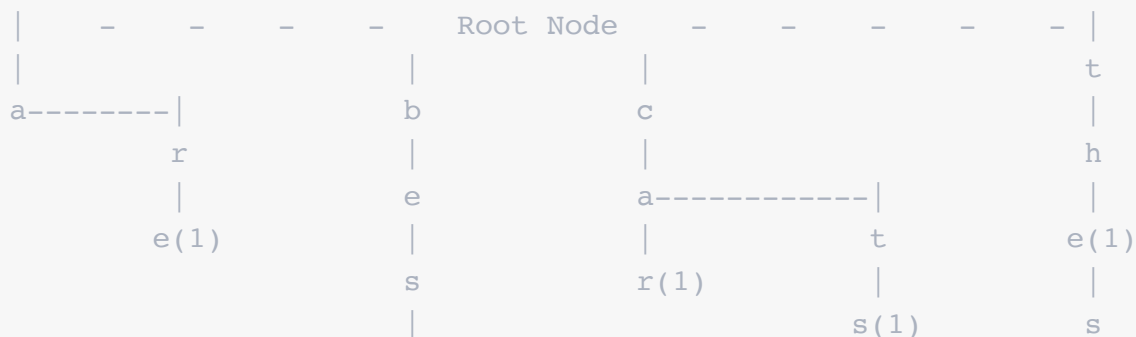 |    -    -    -    -    Root Node    -    -    -    -    - |
|                      |             |                        t
a--------|             b             c                        |
         r             |             |                        h
         |             e             a------------|           |
        e(1)           |             |            t         e(1)
                       s             r(1)         |           |
                       |                         s(1)         s